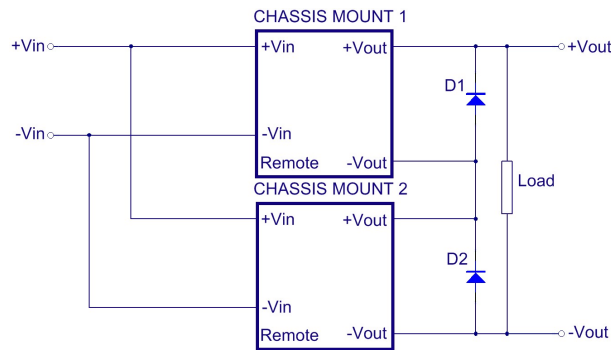 CHASSIS MOUNT 1
+Vin
+Vin
+Vout
+Vout
D1
-Vin
-Vin
Remote
-Vout
Load
CHASSIS MOUNT 2
+Vin
+Vout
D2
-Vin
Remote
-Vout
-Vout